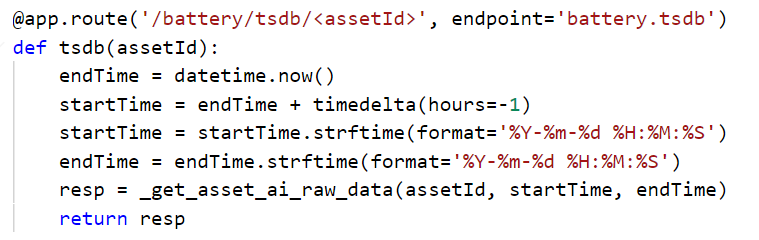 @app.route('/battery/tsdb/<assetId>', endpoint='battery.tsdb')
def tsdb(assetId):
    endTime = datetime.now()
    startTime = endTime + timedelta(hours=-1)
    startTime = startTime.strftime(format='%Y-%m-%d %H:%M:%S')
    endTime = endTime.strftime(format='%Y-%m-%d %H:%M:%S')
    resp = _get_asset_ai_raw_data(assetId, startTime, endTime)
    return resp